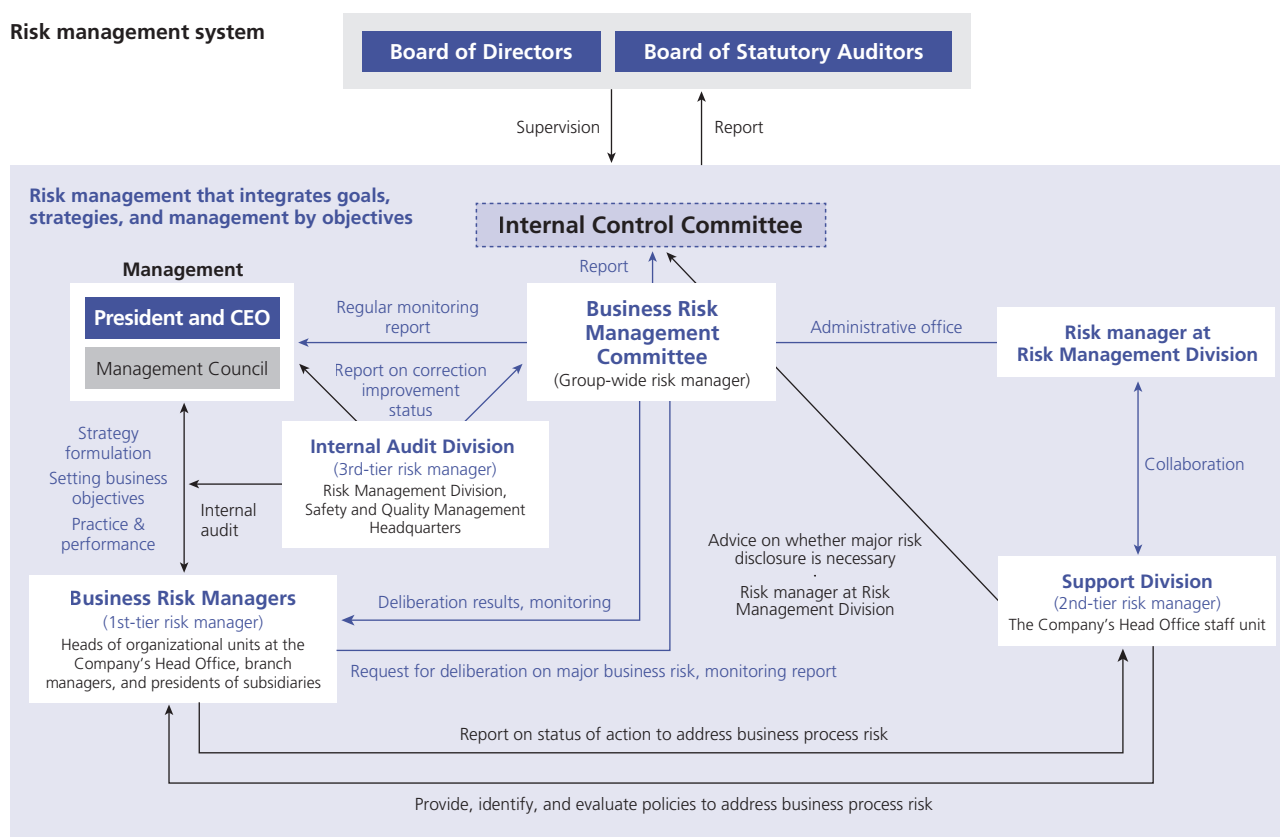 Risk management system
Board of Directors
Board of Statutory Auditors
Supervision
Report
Risk management that integrates goals,
strategies, and management by objectives
Internal Control Committee
Report
Management
President and CEO
Management Council
Regular monitoring
report
Business Risk
Management
Committee
(Group-wide risk manager)
Administrative office
Risk manager at
Risk Management Division
Report on correction
improvement
status
Strategy
formulation
Setting business
objectives
Practice &
performance
Internal
audit
Internal Audit Division
(3rd-tier risk manager)
Risk Management Division,
Safety and Quality Management
Headquarters
Collaboration
Advice on whether major risk
disclosure is necessary
·
Risk manager at Risk
Management Division
Business Risk Managers
(1st-tier risk manager)
Heads of organizational units at the
Company’s Head Office, branch
managers, and presidents of subsidiaries
Deliberation results, monitoring
Request for deliberation on major business risk, monitoring report
Support Division
(2nd-tier risk manager)
The Company’s Head Office staff unit
Report on status of action to address business process risk
Provide, identify, and evaluate policies to address business process risk